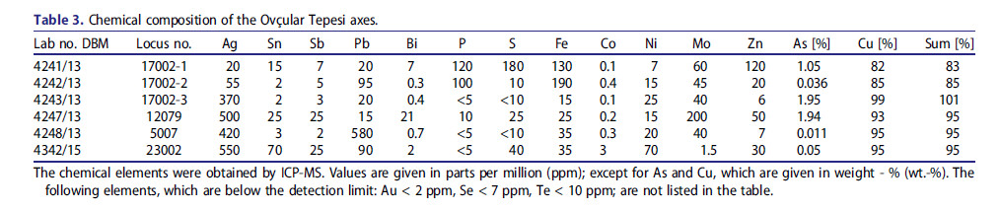 Table 3. Chemical composition of the Ovçular Tepesi axes.
Lab no. DBM Locus no. Ag Sn Sb Pb Bi P S Fe Co Ni Mo Zn As [%] Cu [%] Sum [%]
4241/13 17002-1 20 15 7 20 7 120 180 130 0.1 7 60 120 1.05 82 83
4242/13 17002-2 55 2 5 95 0.3 100 10 190 0.4 15 45 20 0.036 85 85
4243/13 17002-3 370 2 3 20 0.4 <5 <10 15 0.1 25 40 6 1.95 99 101
4247/13 12079 500 25 25 15 21 10 25 25 0.2 15 200 50 1.94 93 95
4248/13 5007 420 3 2 580 0.7 <5 <10 35 0.3 20 40 7 0.011 95 95
4342/15 23002 550 70 25 90 2 <5 40 35 3 70 1.5 30 0.05 95 95
The chemical elements were obtained by ICP-MS. Values are given in parts per million (ppm); except for As and Cu, which are given in weight - % (wt.-%). The
following elements, which are below the detection limit: Au < 2 ppm, Se < 7 ppm, Te < 10 ppm; are not listed in the table.